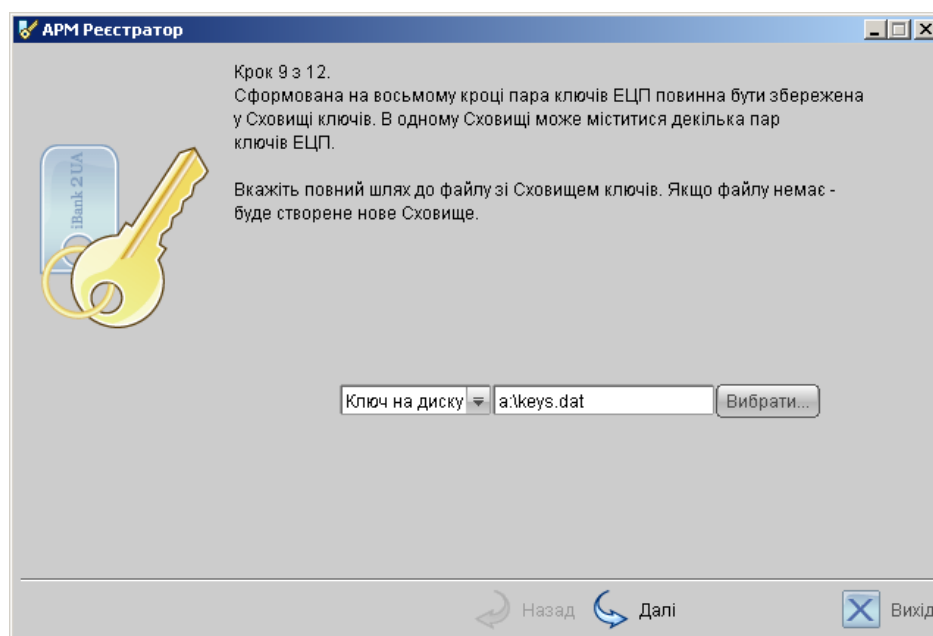 АРМ Реєстратор
Крок 9 з 12.
Сформована на восьмому кроці пара ключів ЕЦП повинна бути збережена
у Сховищі ключів. В одному Сховищі може міститися декілька пар
ключів ЕЦП.
Вкажіть повний шлях до файлу зі Сховищем ключів. Якщо файлу немає -
буде створене нове Сховище.
iBank 2 UA
Ключ на диску a:\keys.dat Вибрати...
Назад Далі Вихід